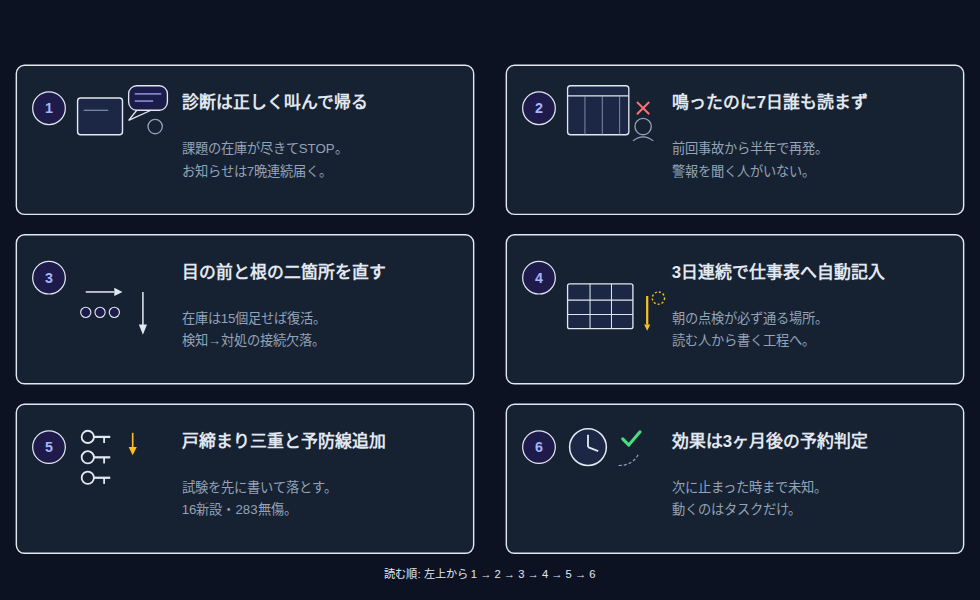 1
診断は正しく叫んで帰る
課題の在庫が尽きてSTOP。
お知らせは7晩連続届く。
2
鳴ったのに7日誰も読まず
前回事故から半年で再発。
警報を聞く人がいない。
3
目の前と根の二箇所を直す
在庫は15個足せば復活。
検知→対処の接続欠落。
4
3日連続で仕事表へ自動記入
朝の点検が必ず通る場所。
読む人から書く工程へ。
5
戸締まり三重と予防線追加
試験を先に書いて落とす。
16新設・283無傷。
6
効果は3ヶ月後の予約判定
次に止まった時まで未知。
動くのはタスクだけ。
読む順: 左上から 1 → 2 → 3 → 4 → 5 → 6